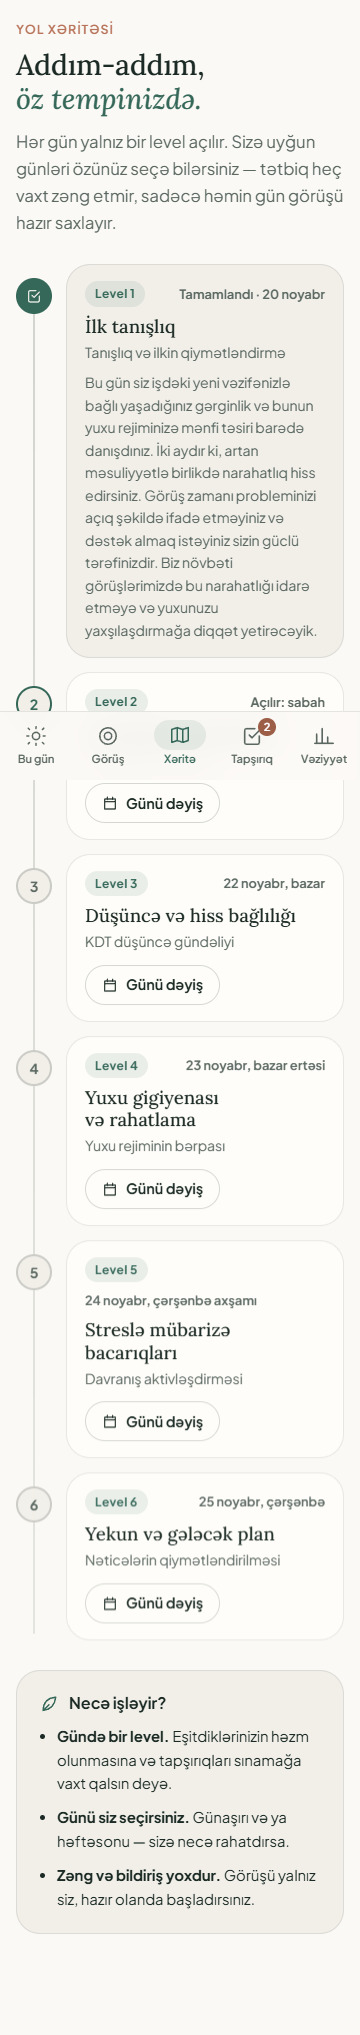 YOL XƏRİTƏSİ
Addım-addım,
öz tempinizdə.
Hər gün yalnız bir level açılır. Sizə uyğun
günləri özünüz seçə bilərsiniz — tətbiq heç
vaxt zəng etmir, sadəcə həmin gün görüşü
hazır saxlayır.
Level 1
Tamamlandı · 20 noyabr
İlk tanışlıq
Tanışlıq və ilkin qiymətləndirmə
Bu gün siz işdəki yeni vəzifənizlə
bağlı yaşadığınız gərginlik və bunun
yuxu rejiminizə mənfi təsiri barədə
danışdınız. İki aydır ki, artan
məsuliyyətlə birlikdə narahatlıq hiss
edirsiniz. Görüş zamanı probleminizi
açıq şəkildə ifadə etməyiniz və
dəstək almaq istəyiniz sizin güclü
tərəfinizdir. Biz növbəti
görüşlərimizdə bu narahatlığı idarə
etməyə və yuxunuzu
yaxşılaşdırmağa diqqət yetirəcəyik.
2
Level 2
Açılır: sabah
Bu gün
Görüş
Xəritə
2
Tapşırıq
Vəziyyət
Günü dəyiş
3
Level 3
22 noyabr, bazar
Düşüncə və hiss bağlılığı
KDT düşüncə gündəliyi
Günü dəyiş
4
Level 4
23 noyabr, bazar ertəsi
Yuxu gigiyenası
və rahatlama
Yuxu rejiminin bərpası
Günü dəyiş
5
Level 5
24 noyabr, çərşənbə axşamı
Streslə mübarizə
bacarıqları
Davranış aktivləşdirməsi
Günü dəyiş
6
Level 6
25 noyabr, çərşənbə
Yekun və gələcək plan
Nəticələrin qiymətləndirilməsi
Günü dəyiş
Necə işləyir?
• Gündə bir level. Eşitdiklərinizin həzm
olunmasına və tapşırıqları sınamağa
vaxt qalsın deyə.
• Günü siz seçirsiniz. Günaşırı və ya
həftəsonu — sizə necə rahatdırsa.
• Zəng və bildiriş yoxdur. Görüşü yalnız
siz, hazır olanda başladırsınız.